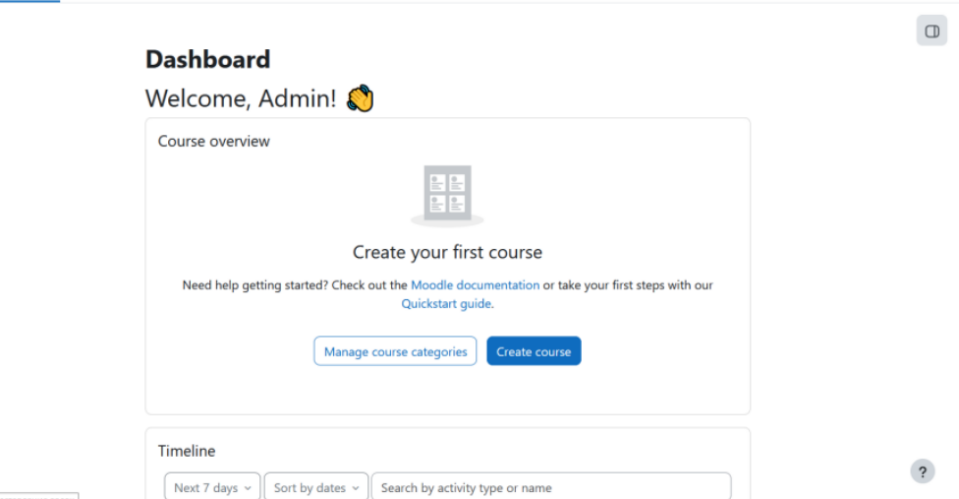 Dashboard
Welcome, Admin!
Course overview
Create your first course
Need help getting started? Check out the Moodle documentation or take your first steps with our
Quickstart guide.
Manage course categories
Create course
Timeline
Next 7 days
Sort by dates
Search by activity type or name
?